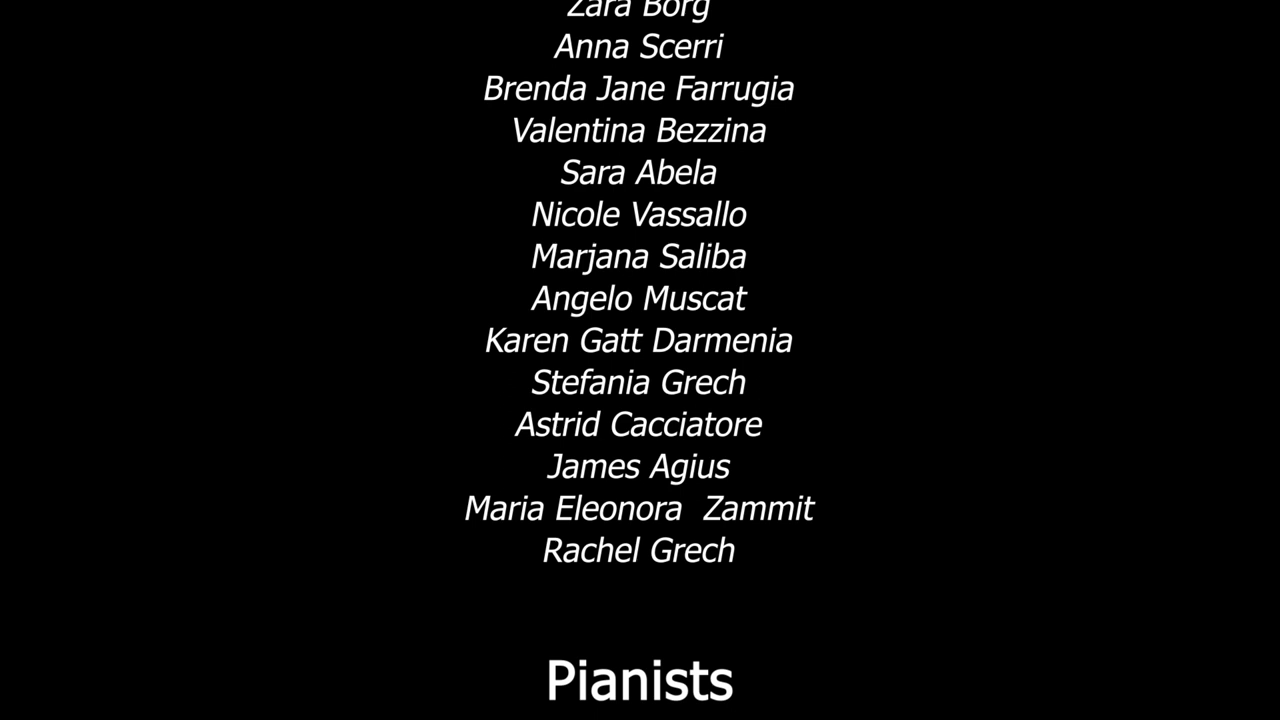 Zara Borg
Anna Scerri
Brenda Jane Farrugia
Valentina Bezzina
Sara Abela
Nicole Vassallo
Marjana Saliba
Angelo Muscat
Karen Gatt Darmenia
Stefania Grech
Astrid Cacciatore
James Agius
Maria Eleonora  Zammit
Rachel Grech
Pianists